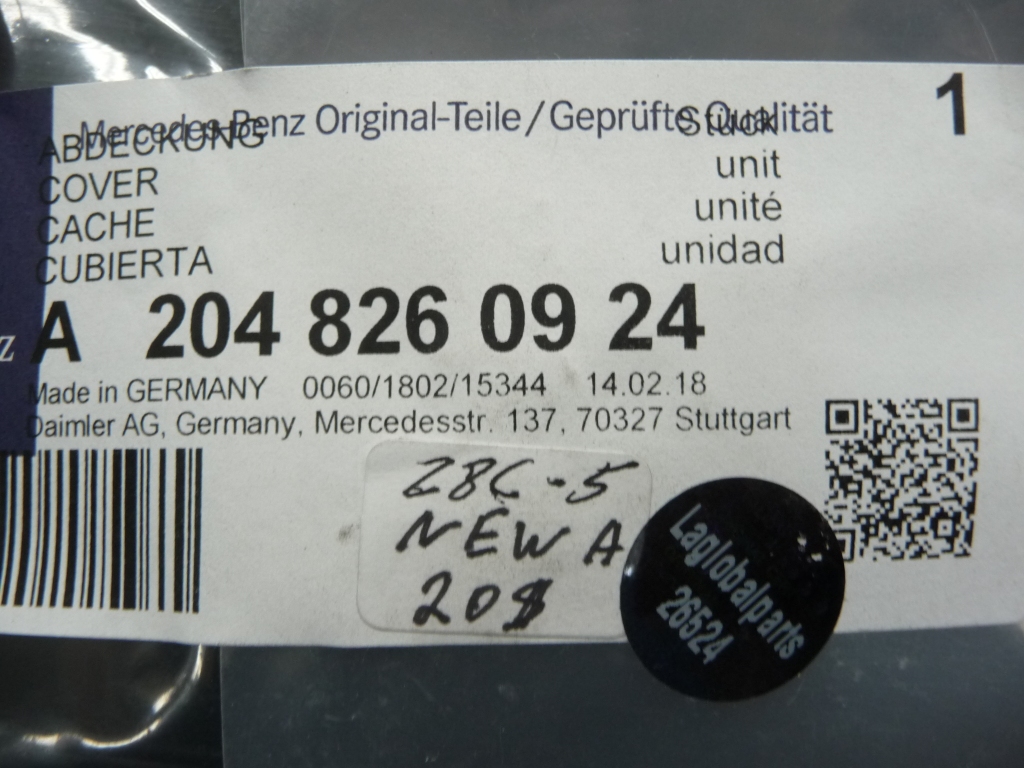 Mercedes-Benz Original-Teile / Geprüfte Qualität
1
ABDECKUNG
Stück
COVER
unit
CACHE
unité
CUBIERTA
unidad
A 204 826 09 24
Made in GERMANY 0060/1802/15344 14.02.18
Daimler AG, Germany, Mercedesstr. 137, 70327 Stuttgart
28C-5
NEW A
20$
Laglobalparts
26524